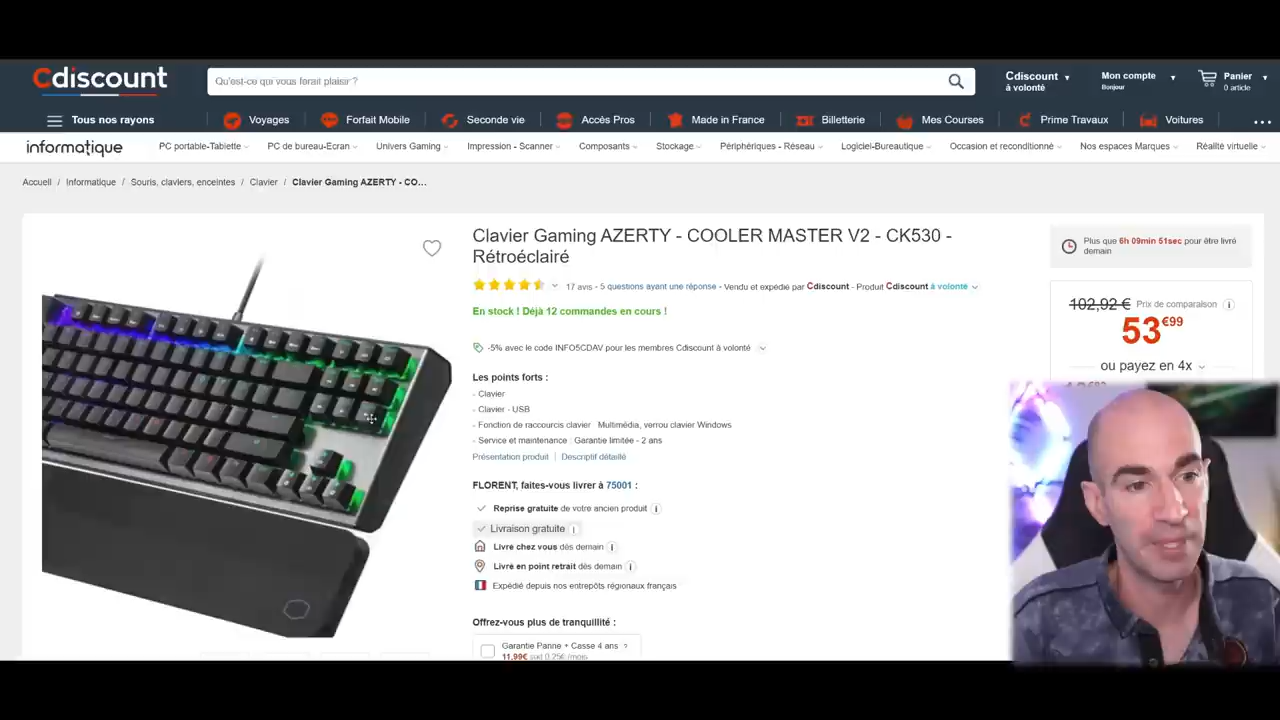 Cdiscount
Qu'est-ce qui vous ferait plaisir ?
Cdiscount
à volonté
Mon compte
Bonjour
Panier
0 article
Tous nos rayons
Voyages
Forfait Mobile
Seconde vie
Accès Pros
Made in France
Billetterie
Mes Courses
Prime Travaux
Voitures
informatique
PC portable-Tablette
PC de bureau-Ecran
Univers Gaming
Impression - Scanner
Composants
Stockage
Périphériques - Réseau
Logiciel-Bureautique
Occasion et reconditionné
Nos espaces Marques
Réalité virtuelle
Accueil / Informatique / Souris, claviers, enceintes / Clavier / Clavier Gaming AZERTY - CO...
Clavier Gaming AZERTY - COOLER MASTER V2 - CK530 -
Rétroéclairé
17 avis - 5 questions ayant une réponse - Vendu et expédié par Cdiscount - Produit Cdiscount à volonté
En stock ! Déjà 12 commandes en cours !
-5% avec le code INFO5CDAV pour les membres Cdiscount à volonté
Les points forts :
- Clavier
- Clavier - USB
- Fonction de raccourcis clavier Multimédia, verrou clavier Windows
- Service et maintenance : Garantie limitée - 2 ans
Présentation produit | Descriptif détaillé
FLORENT, faites-vous livrer à 75001 :
Reprise gratuite de votre ancien produit
Livraison gratuite
Livré chez vous dès demain
Livré en point retrait dès demain
Expédié depuis nos entrepôts régionaux français
Offrez-vous plus de tranquillité :
Garantie Panne + Casse 4 ans ?
11,99€ soit 0,25€ /mois
Plus que 6h 09min 51sec pour être livré
demain
102,92 € Prix de comparaison
53€99
ou payez en 4x